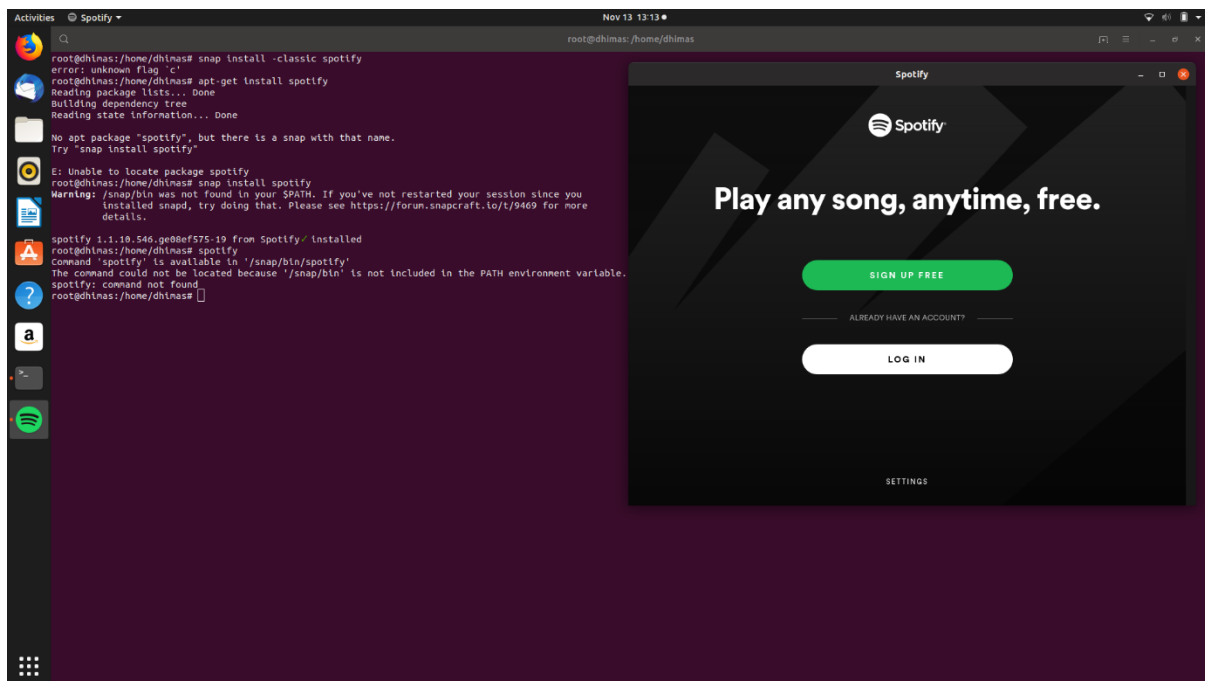 Activities Spotify
Nov 13 13:13
root@dhimas: /home/dhimas
root@dhimas:/home/dhimas# snap install -classic spotify
error: unknown flag `c'
root@dhimas:/home/dhimas# apt-get install spotify
Reading package lists... Done
Building dependency tree
Reading state information... Done
No apt package "spotify", but there is a snap with that name.
Try "snap install spotify"
E: Unable to locate package spotify
root@dhimas:/home/dhimas# snap install spotify
Warning: /snap/bin was not found in your $PATH. If you've not restarted your session since you
installed snapd, try doing that. Please see https://forum.snapcraft.io/t/9469 for more
details.
spotify 1.1.10.546.ge08ef575-19 from Spotify✓ installed
root@dhimas:/home/dhimas# spotify
Command 'spotify' is available in '/snap/bin/spotify'
The command could not be located because '/snap/bin' is not included in the PATH environment variable.
spotify: command not found
root@dhimas:/home/dhimas#
Spotify
Spotify
Play any song, anytime, free.
SIGN UP FREE
ALREADY HAVE AN ACCOUNT?
LOG IN
SETTINGS